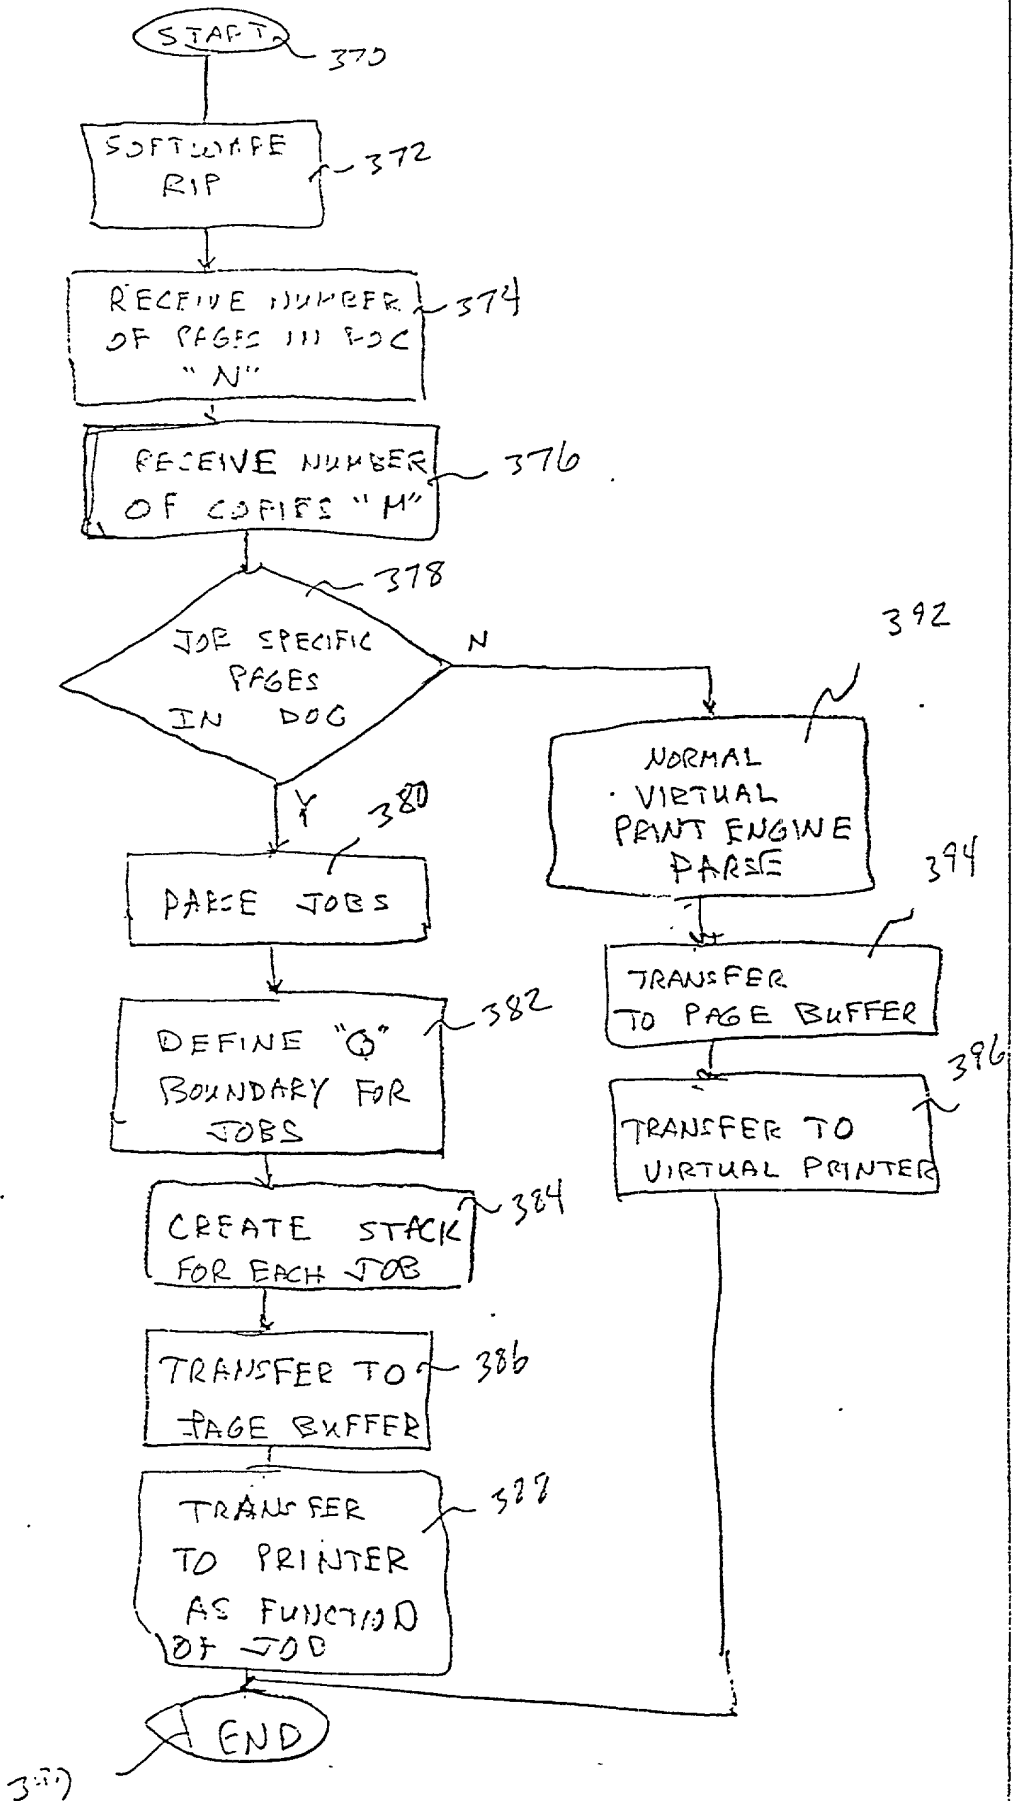 START
370
SOFTWARE
RIP
372
RECEIVE NUMBER
OF PAGES IN DOC
"N"
374
RECEIVE NUMBER
OF COPIES "M"
376
378
JOB SPECIFIC
PAGES
IN DOC
N
Y
380
PARSE JOBS
DEFINE "Q"
BOUNDARY FOR
JOBS
382
CREATE STACK
FOR EACH JOB
384
TRANSFER TO
PAGE BUFFER
386
TRANSFER
TO PRINTER
AS FUNCTION
OF JOB
388
END
392
NORMAL
VIRTUAL
PRINT ENGINE
PARSE
394
TRANSFER
TO PAGE BUFFER
396
TRANSFER TO
VIRTUAL PRINTER